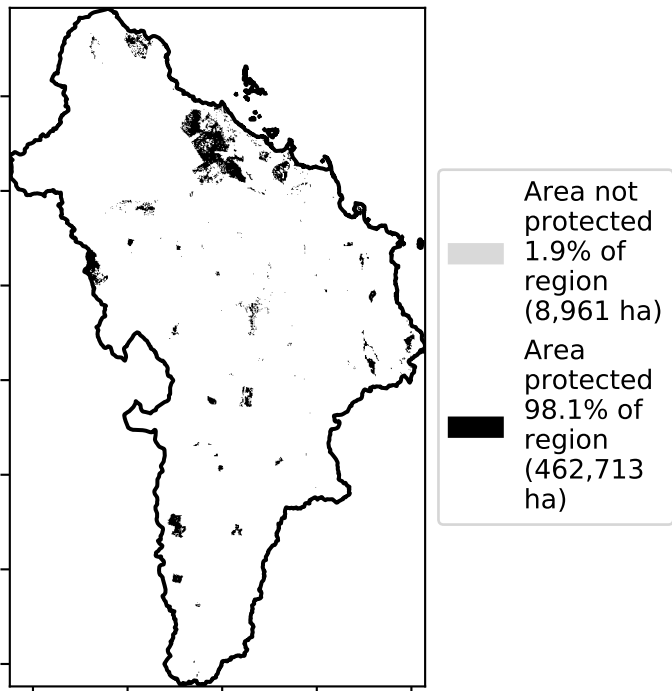 Area not
protected
1.9% of
region
(8,961 ha)
Area
protected
98.1% of
region
(462,713
ha)